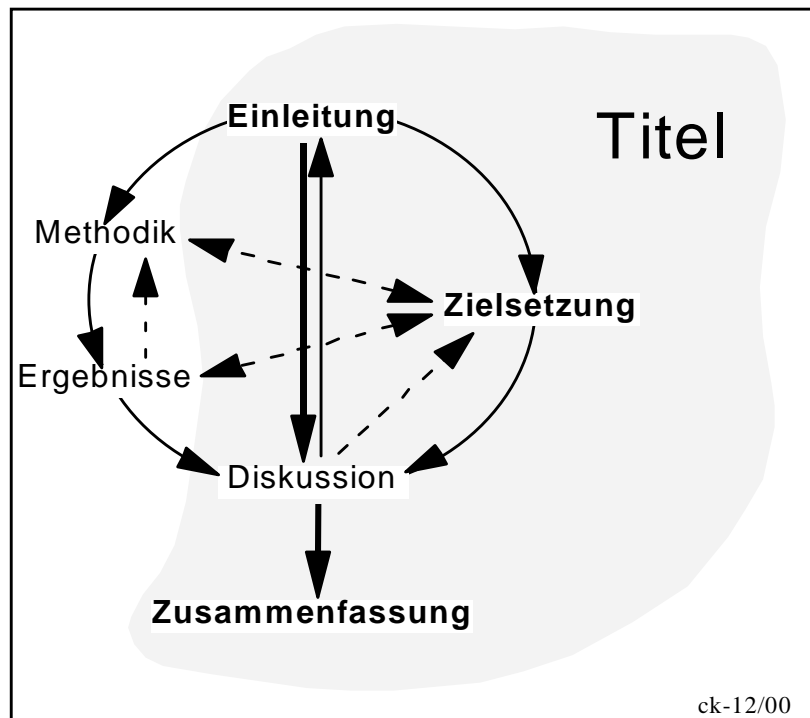 Einleitung
Titel
Methodik
Zielsetzung
Ergebnisse
Diskussion
Zusammenfassung
ck-12/00